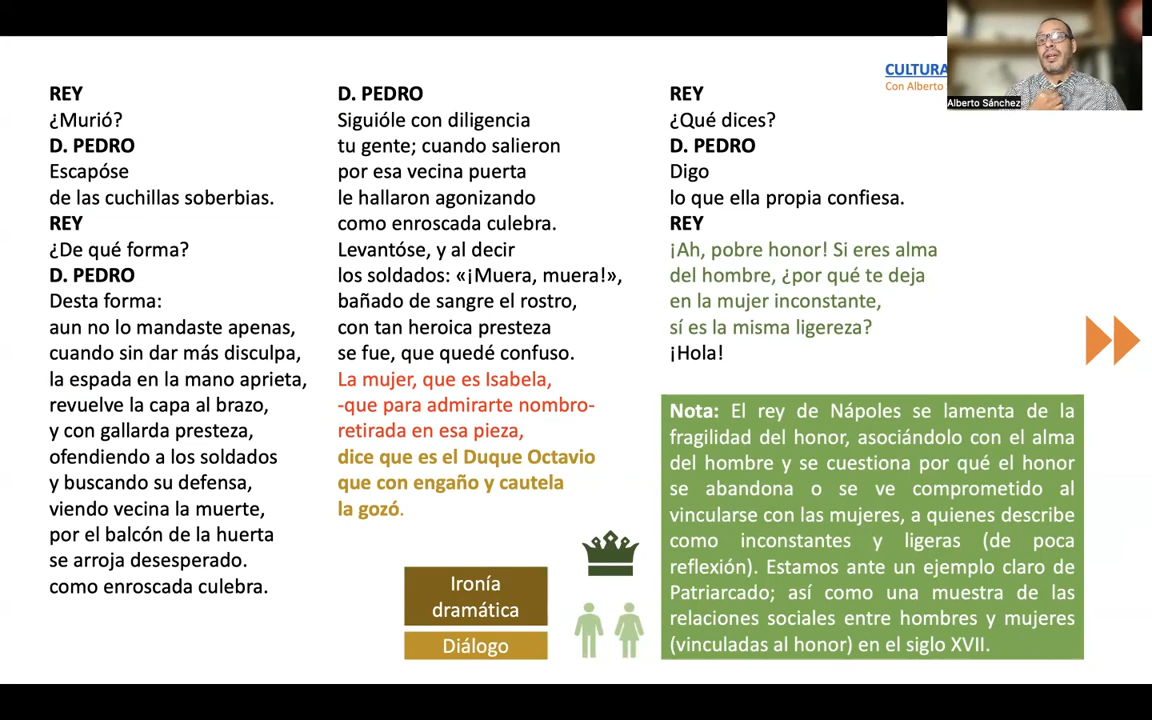 REY
¿Murió?
D. PEDRO
Escapóse
de las cuchillas soberbias.
REY
¿De qué forma?
D. PEDRO
Desta forma:
aun no lo mandaste apenas,
cuando sin dar más disculpa,
la espada en la mano aprieta,
revuelve la capa al brazo,
y con gallarda presteza,
ofendiendo a los soldados
y buscando su defensa,
viendo vecina la muerte,
por el balcón de la huerta
se arroja desesperado.
como enroscada culebra.
D. PEDRO
Siguióle con diligencia
tu gente; cuando salieron
por esa vecina puerta
le hallaron agonizando
como enroscada culebra.
Levantóse, y al decir
los soldados: «¡Muera, muera!»,
bañado de sangre el rostro,
con tan heroica presteza
se fue, que quedé confuso.
La mujer, que es Isabela,
-que para admirarte nombro-
retirada en esa pieza,
dice que es el Duque Octavio
que con engaño y cautela
la gozó.
Ironía
dramática
Diálogo
REY
¿Qué dices?
D. PEDRO
Digo
lo que ella propia confiesa.
REY
¡Ah, pobre honor! Si eres alma
del hombre, ¿por qué te deja
en la mujer inconstante,
sí es la misma ligereza?
¡Hola!
Nota: El rey de Nápoles se lamenta de la
fragilidad del honor, asociándolo con el alma
del hombre y se cuestiona por qué el honor
se abandona o se ve comprometido al
vincularse con las mujeres, a quienes describe
como inconstantes y ligeras (de poca
reflexión). Estamos ante un ejemplo claro de
Patriarcado; así como una muestra de las
relaciones sociales entre hombres y mujeres
(vinculadas al honor) en el siglo XVII.
CULTURA
Con Alberto
Alberto Sánchez